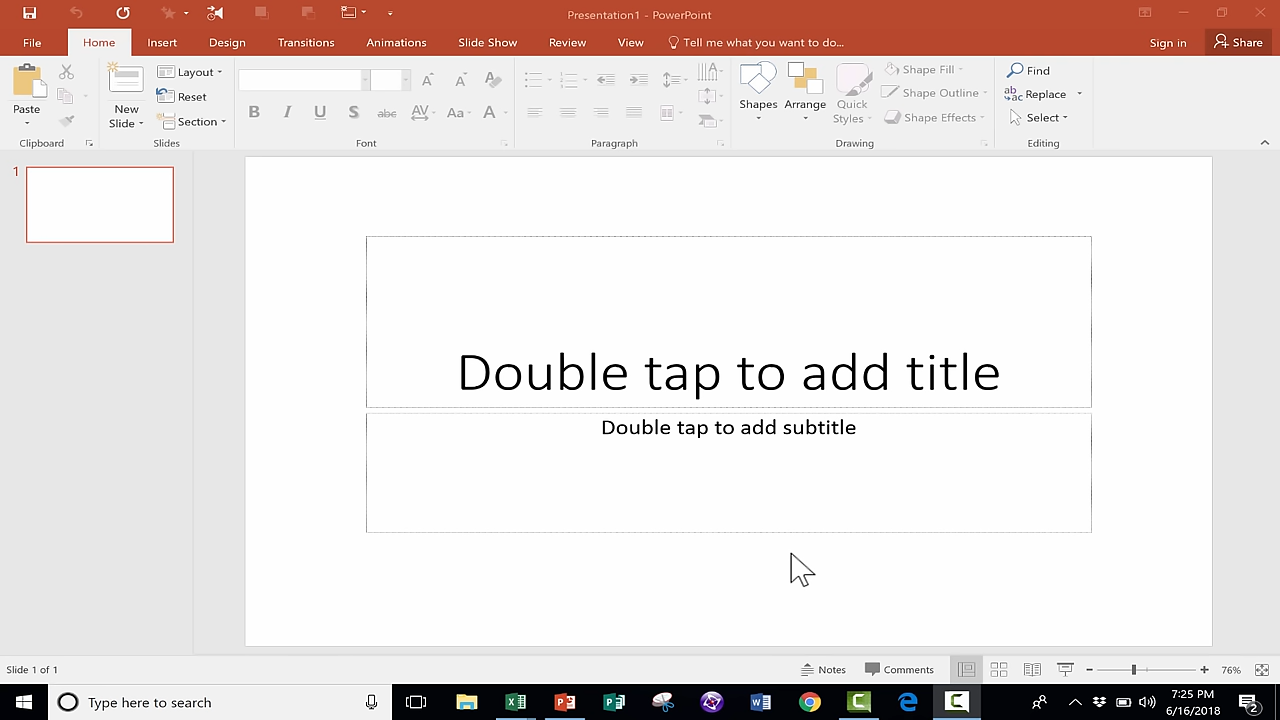 Presentation1 - PowerPoint
File Home Insert Design Transitions Animations Slide Show Review View Tell me what you want to do... Sign in Share
Paste
Clipboard
New
Slide
Layout
Reset
Section
Slides
B I U S abc AV Aa A
Font
Paragraph
Shapes
Arrange
Quick
Styles
Shape Fill
Shape Outline
Shape Effects
Drawing
Find
Replace
Select
Editing
1
Double tap to add title
Double tap to add subtitle
Slide 1 of 1
Notes Comments 76%
Type here to search
7:25 PM
6/16/2018
2